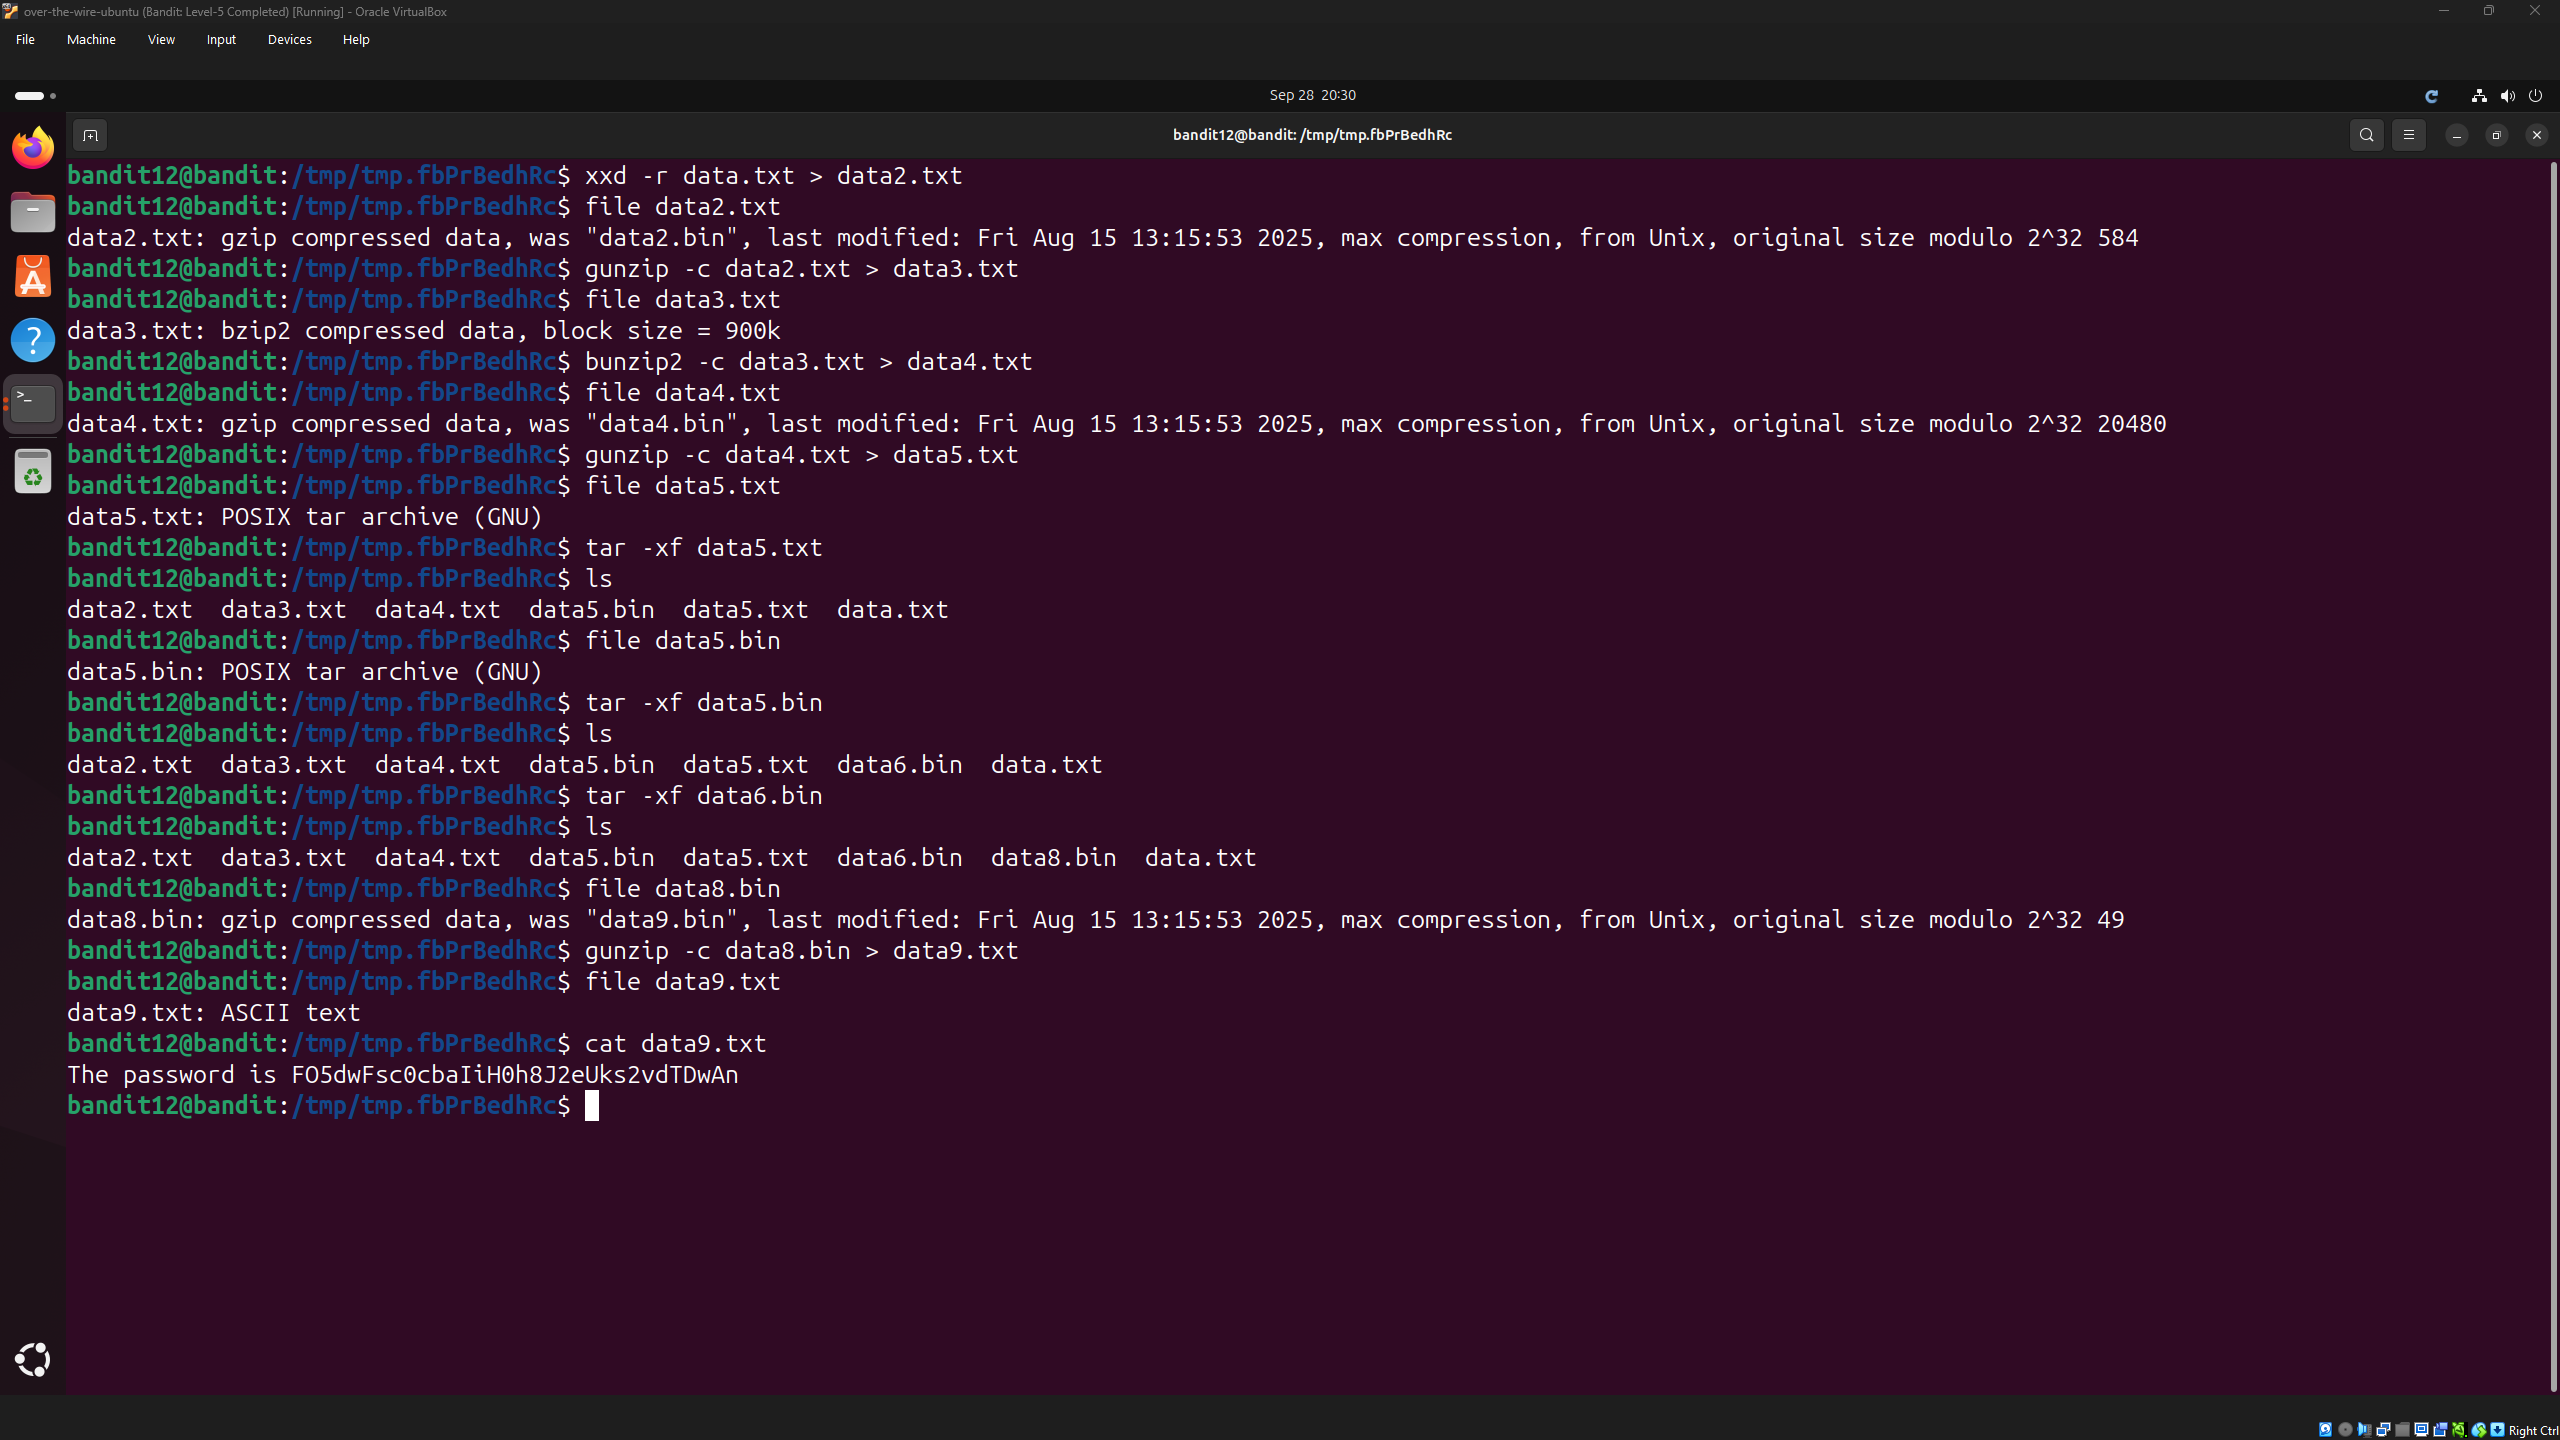 over-the-wire-ubuntu (Bandit: Level-5 Completed) [Running] - Oracle VirtualBox
File Machine View Input Devices Help
Sep 28 20:30
bandit12@bandit: /tmp/tmp.fbPrBedhRc
bandit12@bandit:/tmp/tmp.fbPrBedhRc$ xxd -r data.txt > data2.txt
bandit12@bandit:/tmp/tmp.fbPrBedhRc$ file data2.txt
data2.txt: gzip compressed data, was "data2.bin", last modified: Fri Aug 15 13:15:53 2025, max compression, from Unix, original size modulo 2^32 584
bandit12@bandit:/tmp/tmp.fbPrBedhRc$ gunzip -c data2.txt > data3.txt
bandit12@bandit:/tmp/tmp.fbPrBedhRc$ file data3.txt
data3.txt: bzip2 compressed data, block size = 900k
bandit12@bandit:/tmp/tmp.fbPrBedhRc$ bunzip2 -c data3.txt > data4.txt
bandit12@bandit:/tmp/tmp.fbPrBedhRc$ file data4.txt
data4.txt: gzip compressed data, was "data4.bin", last modified: Fri Aug 15 13:15:53 2025, max compression, from Unix, original size modulo 2^32 20480
bandit12@bandit:/tmp/tmp.fbPrBedhRc$ gunzip -c data4.txt > data5.txt
bandit12@bandit:/tmp/tmp.fbPrBedhRc$ file data5.txt
data5.txt: POSIX tar archive (GNU)
bandit12@bandit:/tmp/tmp.fbPrBedhRc$ tar -xf data5.txt
bandit12@bandit:/tmp/tmp.fbPrBedhRc$ ls
data2.txt  data3.txt  data4.txt  data5.bin  data5.txt  data.txt
bandit12@bandit:/tmp/tmp.fbPrBedhRc$ file data5.bin
data5.bin: POSIX tar archive (GNU)
bandit12@bandit:/tmp/tmp.fbPrBedhRc$ tar -xf data5.bin
bandit12@bandit:/tmp/tmp.fbPrBedhRc$ ls
data2.txt  data3.txt  data4.txt  data5.bin  data5.txt  data6.bin  data.txt
bandit12@bandit:/tmp/tmp.fbPrBedhRc$ tar -xf data6.bin
bandit12@bandit:/tmp/tmp.fbPrBedhRc$ ls
data2.txt  data3.txt  data4.txt  data5.bin  data5.txt  data6.bin  data8.bin  data.txt
bandit12@bandit:/tmp/tmp.fbPrBedhRc$ file data8.bin
data8.bin: gzip compressed data, was "data9.bin", last modified: Fri Aug 15 13:15:53 2025, max compression, from Unix, original size modulo 2^32 49
bandit12@bandit:/tmp/tmp.fbPrBedhRc$ gunzip -c data8.bin > data9.txt
bandit12@bandit:/tmp/tmp.fbPrBedhRc$ file data9.txt
data9.txt: ASCII text
bandit12@bandit:/tmp/tmp.fbPrBedhRc$ cat data9.txt
The password is FO5dwFsc0cbaIiH0h8J2eUks2vdTDwAn
bandit12@bandit:/tmp/tmp.fbPrBedhRc$
Right Ctrl